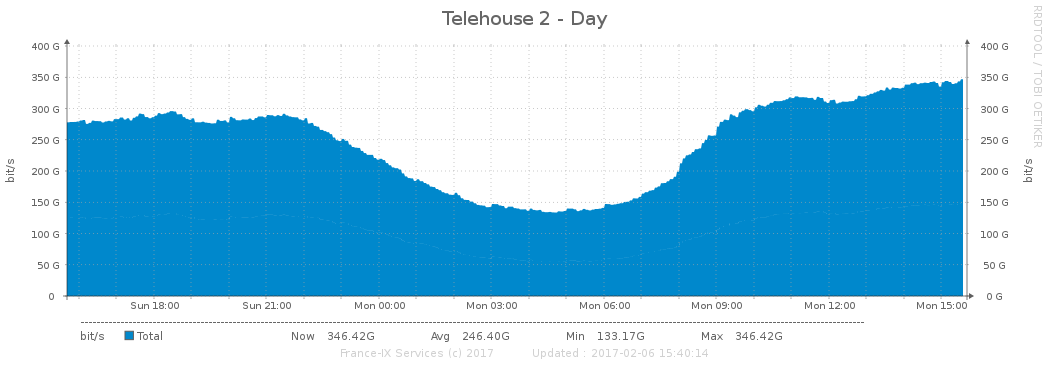 Telehouse 2 - Day
RRDTOOL / TOBI OETIKER
bit/s
bit/s
400 G 400 G
350 G 350 G
300 G 300 G
250 G 250 G
200 G 200 G
150 G 150 G
100 G 100 G
50 G 50 G
0 0 G
Sun 18:00 Sun 21:00 Mon 00:00 Mon 03:00 Mon 06:00 Mon 09:00 Mon 12:00 Mon 15:00
bit/s Total Now 346.42G Avg 246.40G Min 133.17G Max 346.42G
France-IX Services (c) 2017 Updated : 2017-02-06 15:40:14